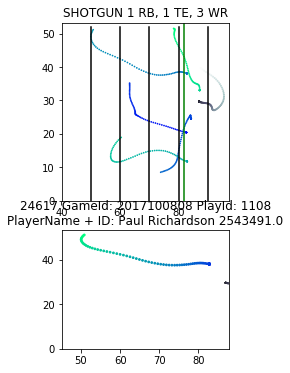 SHOTGUN 1 RB, 1 TE, 3 WR
50
40
30
20
10
0
40 60 80
24617 GameId: 2017100808 PlayId: 1108
PlayerName + ID: Paul Richardson 2543491.0
40
20
0
50 60 70 80